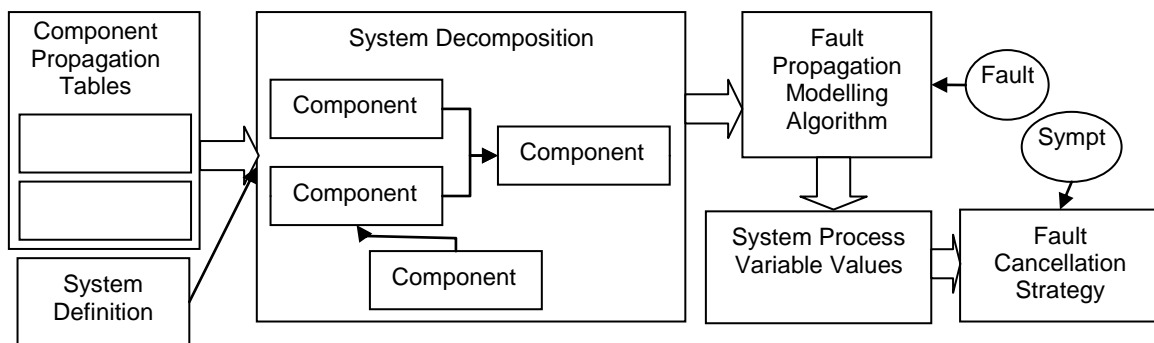 Component
Propagation
Tables
System
Definition
System Decomposition
Component
Component
Component
Component
Fault
Propagation
Modelling
Algorithm
Fault
Sympt
System Process
Variable Values
Fault
Cancellation
Strategy